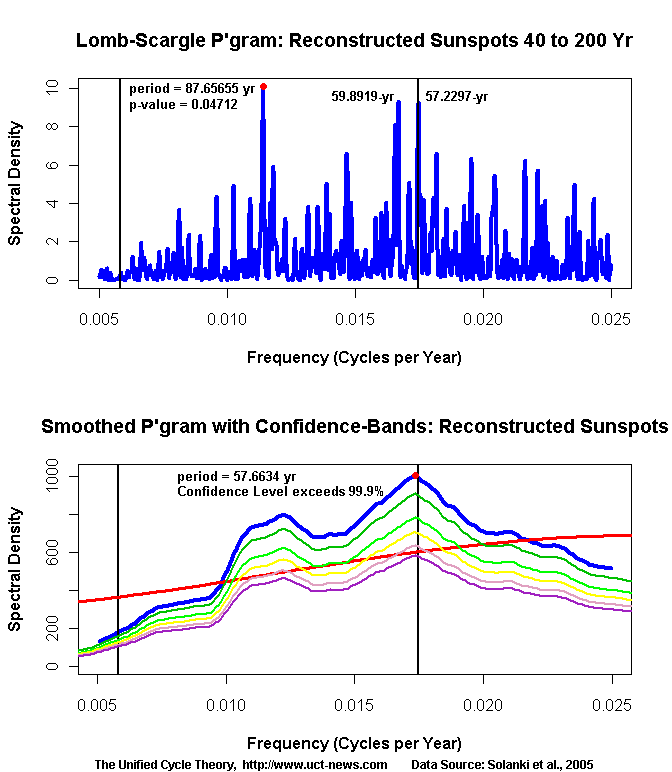 Lomb-Scargle P'gram: Reconstructed Sunspots 40 to 200 Yr
period = 87.65655 yr
p-value = 0.04712
59.8919-yr
57.2297-yr
Spectral Density
10
8
6
4
2
0
0.005
0.010
0.015
0.020
0.025
Frequency (Cycles per Year)
Smoothed P'gram with Confidence-Bands: Reconstructed Sunspots
period = 57.6634 yr
Confidence Level exceeds 99.9%
Spectral Density
1000
600
200
0
0.005
0.010
0.015
0.020
0.025
Frequency (Cycles per Year)
The Unified Cycle Theory, http://www.uct-news.com Data Source: Solanki et al., 2005